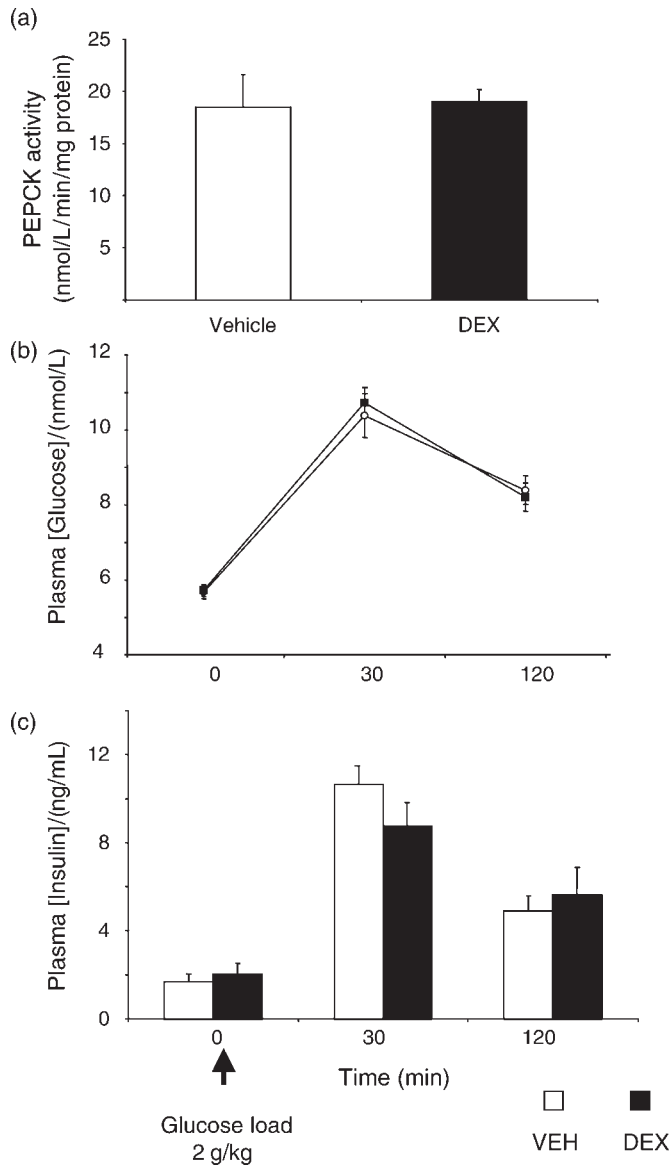 (a)
25
20
15
10
5
PEPCK activity
(nmol/L/min/mg protein)
Vehicle
DEX
(b)
12
10
8
6
4
Plasma [Glucose]/(nmol/L)
0
30
120
(c)
12
8
4
0
Plasma [Insulin]/(ng/mL)
0
30
120
Time (min)
Glucose load
2 g/kg
VEH
DEX